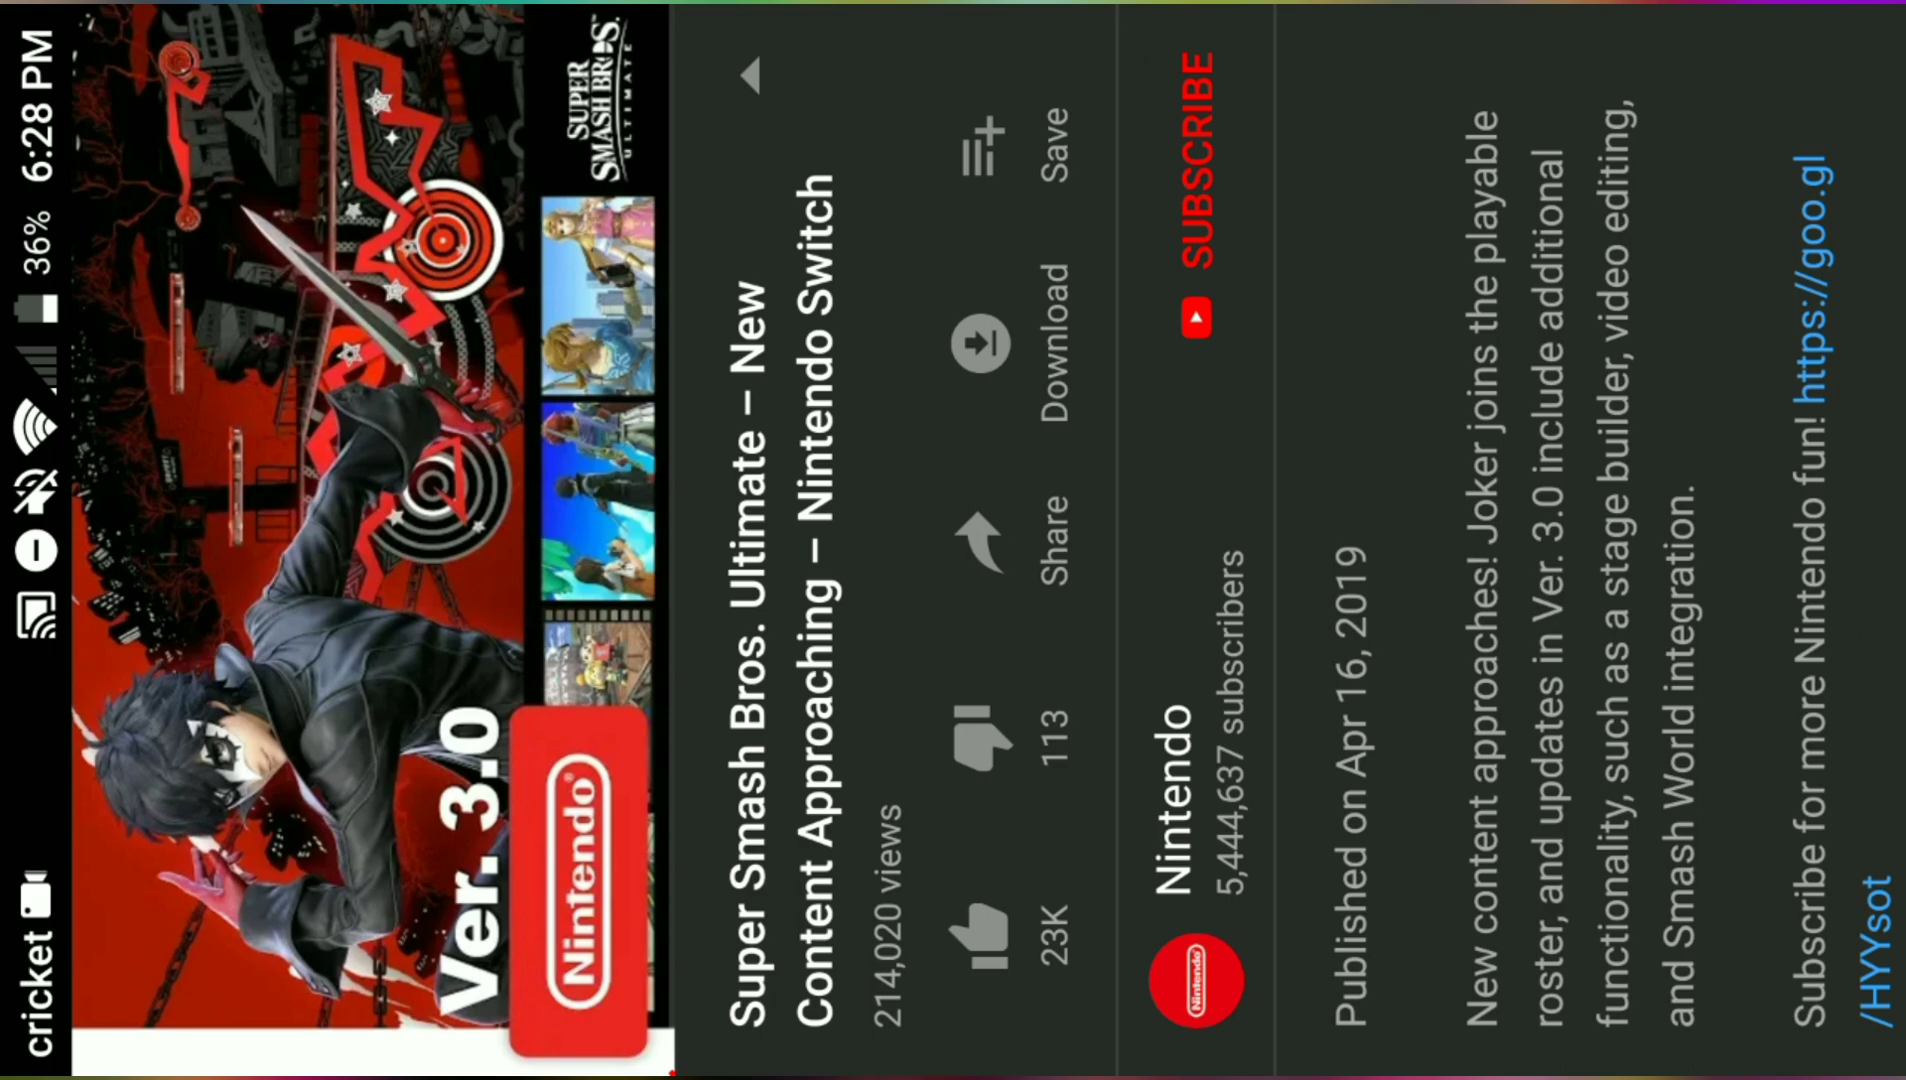 cricket 36% 6:28 PM
Ver. 3.0
Nintendo®
SUPER
SMASH BROS.™
ULTIMATE
Super Smash Bros. Ultimate – New
Content Approaching – Nintendo Switch
214,020 views
23K 113 Share Download Save
Nintendo
Nintendo
5,444,637 subscribers
SUBSCRIBE
Published on Apr 16, 2019
New content approaches! Joker joins the playable
roster, and updates in Ver. 3.0 include additional
functionality, such as a stage builder, video editing,
and Smash World integration.
Subscribe for more Nintendo fun! https://goo.gl
/HYYsot